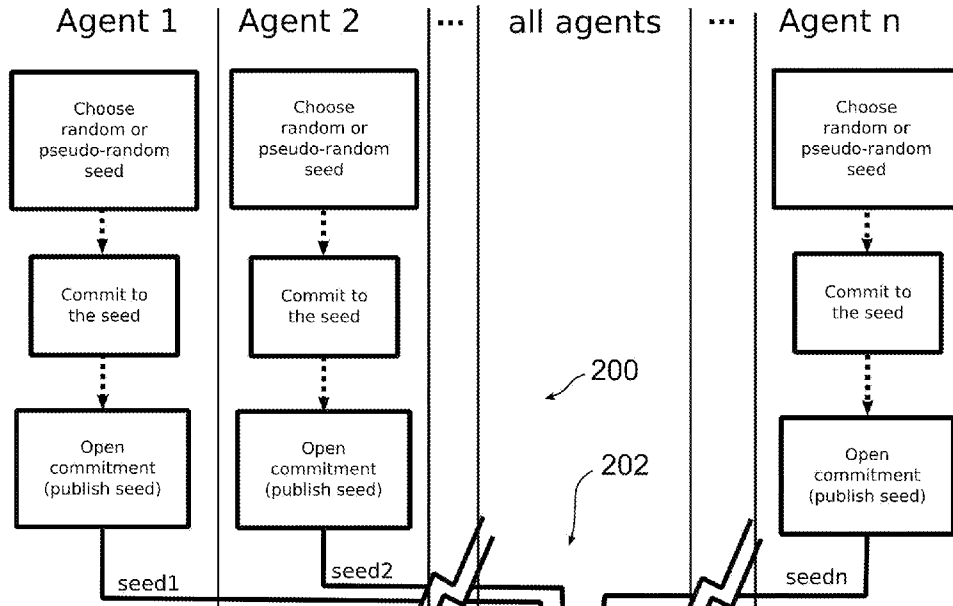 Agent 1
Agent 2
...
all agents
...
Agent n
Choose
random or
pseudo-random
seed
Choose
random or
pseudo-random
seed
Choose
random or
pseudo-random
seed
Commit to
the seed
Commit to
the seed
Commit to
the seed
200
Open
commitment
(publish seed)
Open
commitment
(publish seed)
202
Open
commitment
(publish seed)
seed1
seed2
seedn